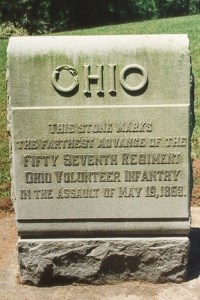 OHIO
THIS STONE MARKS
THE FARTHEST ADVANCE OF THE
FIFTY SEVENTH REGIMENT
OHIO VOLUNTEER INFANTRY
IN THE ASSAULT OF MAY 19, 1863.